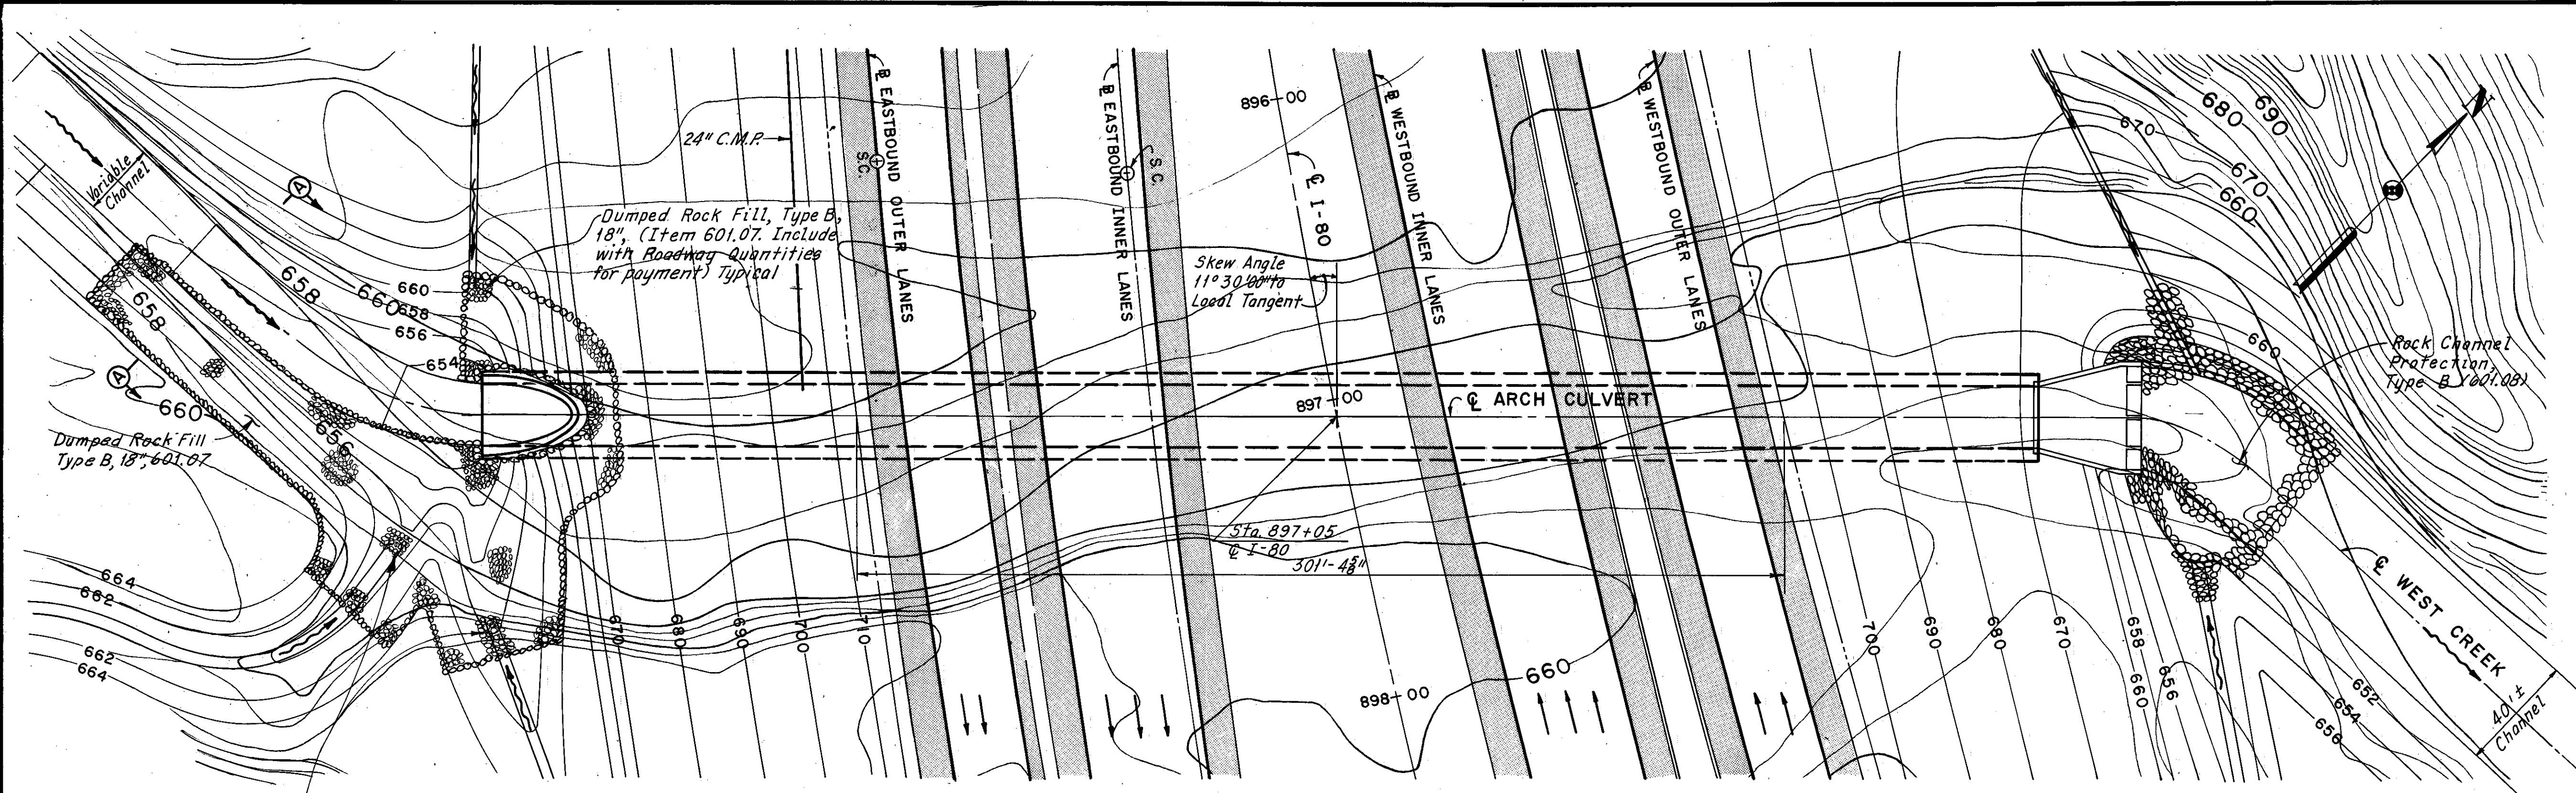 Variable
Channel
A
A
658
658
660
660
658
656
654
660
656
Dumped Rock Fill
Type B, 18", 601.07
664
662
662
664
24" C.M.P.
Dumped Rock Fill, Type B,
18", (Item 601.07. Include
with Roadway Quantities
for payment) Typical
S.C.
℄ EASTBOUND OUTER LANES
℄ EASTBOUND INNER LANES
S.C.
896+00
℄ I-80
Skew Angle
11°30'00" to
Local Tangent
℄ WESTBOUND INNER LANES
℄ WESTBOUND OUTER LANES
897+00
℄ ARCH CULVERT
Sta. 897+05
℄ I-80
301'-4⅝"
898+00
660
670
680
690
700
710
700
690
680
670
658
660
656
670
680
690
670
660
660
Rock Channel
Protection,
Type B (601.08)
℄ WEST CREEK
652
654
656
40'±
Channel